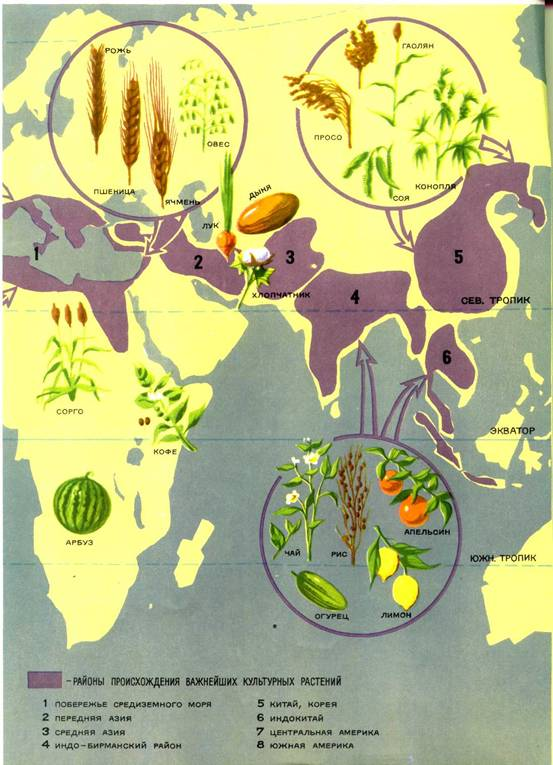 РОЖЬ
ПШЕНИЦА
ЯЧМЕНЬ
ОВЕС
ГАОЛЯН
ПРОСО
СОЯ
КОНОПЛЯ
ЛУК
ДЫНЯ
ХЛОПЧАТНИК
1
2
3
4
5
6
СЕВ. ТРОПИК
СОРГО
КОФЕ
АРБУЗ
ЭКВАТОР
ЧАЙ
РИС
АПЕЛЬСИН
ОГУРЕЦ
ЛИМОН
ЮЖН. ТРОПИК
- РАЙОНЫ ПРОИСХОЖДЕНИЯ ВАЖНЕЙШИХ КУЛЬТУРНЫХ РАСТЕНИЙ
1 ПОБЕРЕЖЬЕ СРЕДИЗЕМНОГО МОРЯ
2 ПЕРЕДНЯЯ АЗИЯ
3 СРЕДНЯЯ АЗИЯ
4 ИНДО-БИРМАНСКИЙ РАЙОН
5 КИТАЙ, КОРЕЯ
6 ИНДОКИТАЙ
7 ЦЕНТРАЛЬНАЯ АМЕРИКА
8 ЮЖНАЯ АМЕРИКА